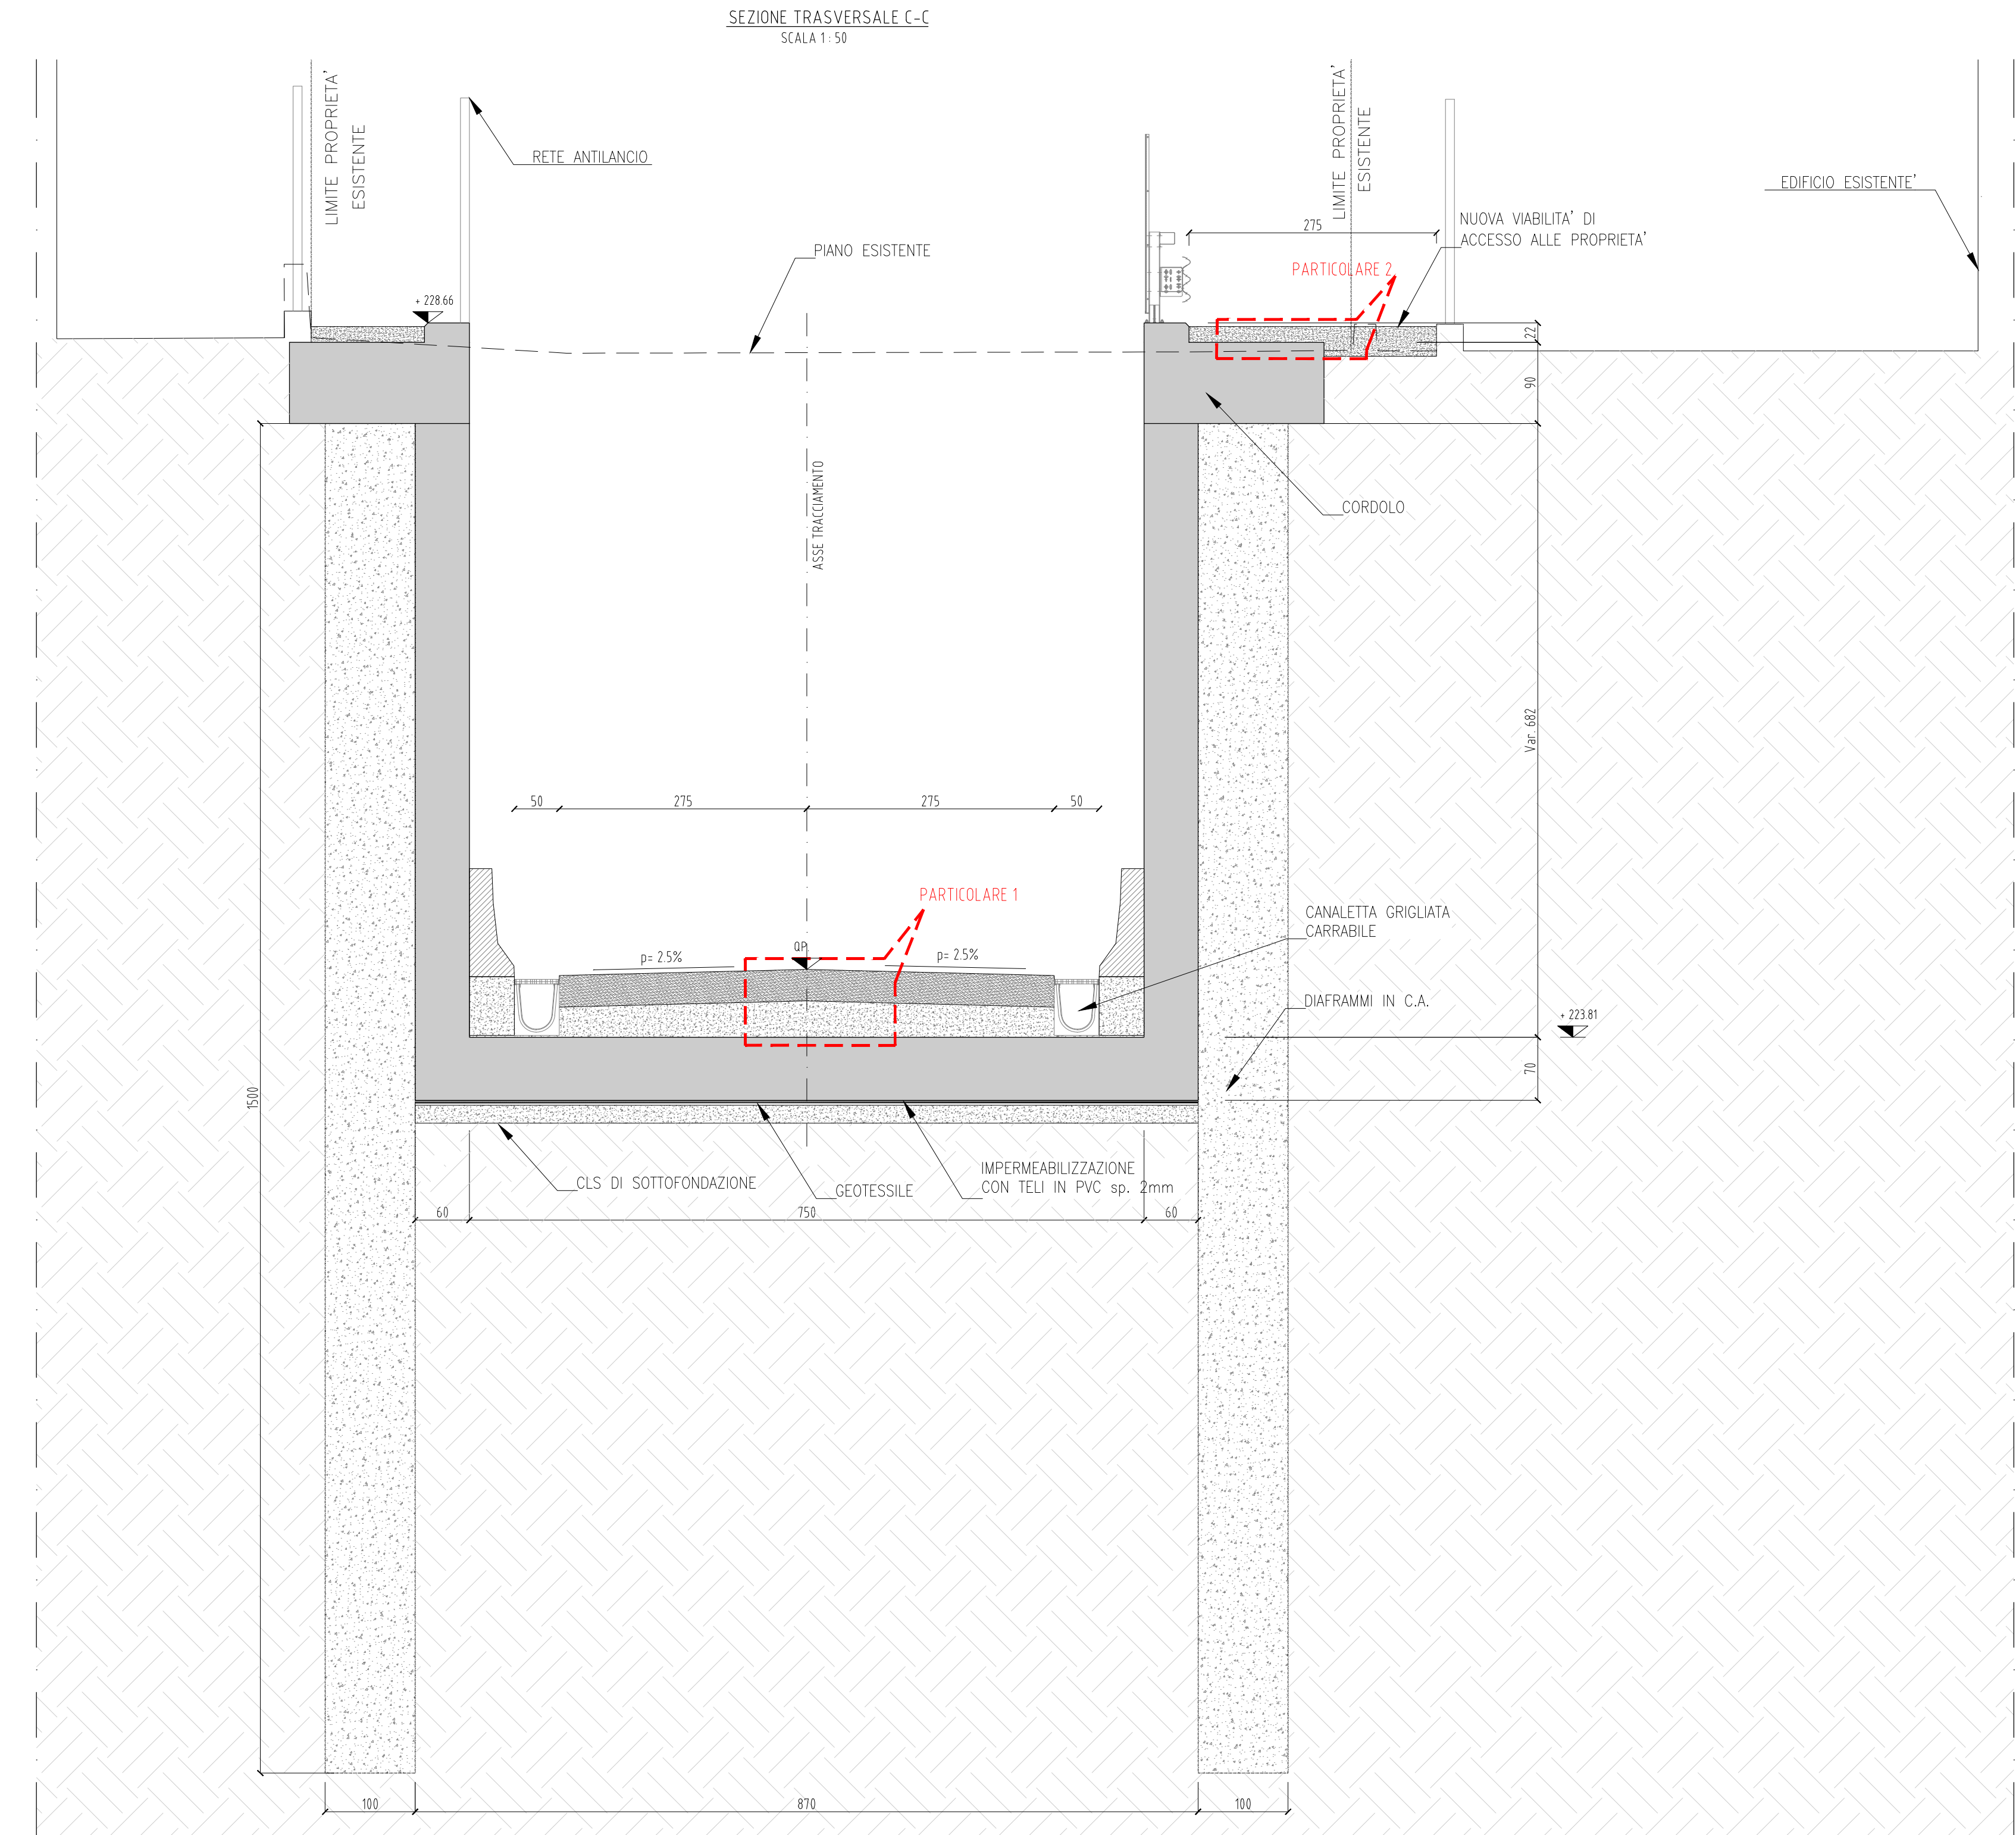 SEZIONE TRASVERSALE C-C
SCALA 1:50
LIMITE PROPRIETA'
ESISTENTE
RETE ANTILANCIO
PIANO ESISTENTE
LIMITE PROPRIETA'
ESISTENTE
EDIFICIO ESISTENTE'
NUOVA VIABILITA' DI
ACCESSO ALLE PROPRIETA'
275
PARTICOLARE 2
+ 228.66
22
90
ASSE TRACCIAMENTO
CORDOLO
Var. 682
50
275
275
50
PARTICOLARE 1
CANALETTA GRIGLIATA
CARRABILE
p= 2.5%
QP
p= 2.5%
DIAFRAMMI IN C.A.
+ 223.81
70
1500
CLS DI SOTTOFONDAZIONE
GEOTESSILE
IMPERMEABILIZZAZIONE
CON TELI IN PVC sp. 2mm
60
750
60
100
870
100